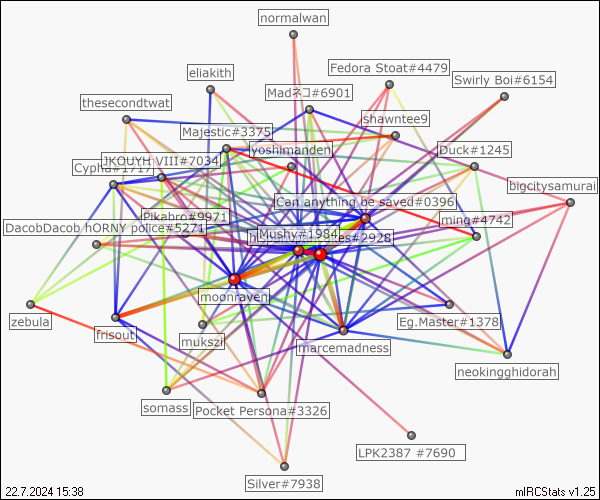 normalwan
Fedora Stoat#4479
eliakith
Swirly Boi#6154
Madネコ#6901
thesecondtwat
shawntee9
Majestic#3375
yoshimanden
Duck#1245
JKOUYH VIII#7034
Cypha#1717
bigcitysamurai
Can anything be saved#0396
Pikabro#9971
ming#4742
DacobDacob hORNY police#5271
Mushy#1984
es#2928
moonraven
zebula
frisout
Eg.Master#1378
mukszil
marcemadness
neokingghidorah
somass
Pocket Persona#3326
LPK2387 #7690
Silver#7938
22.7.2024 15:38
mIRCStats v1.25